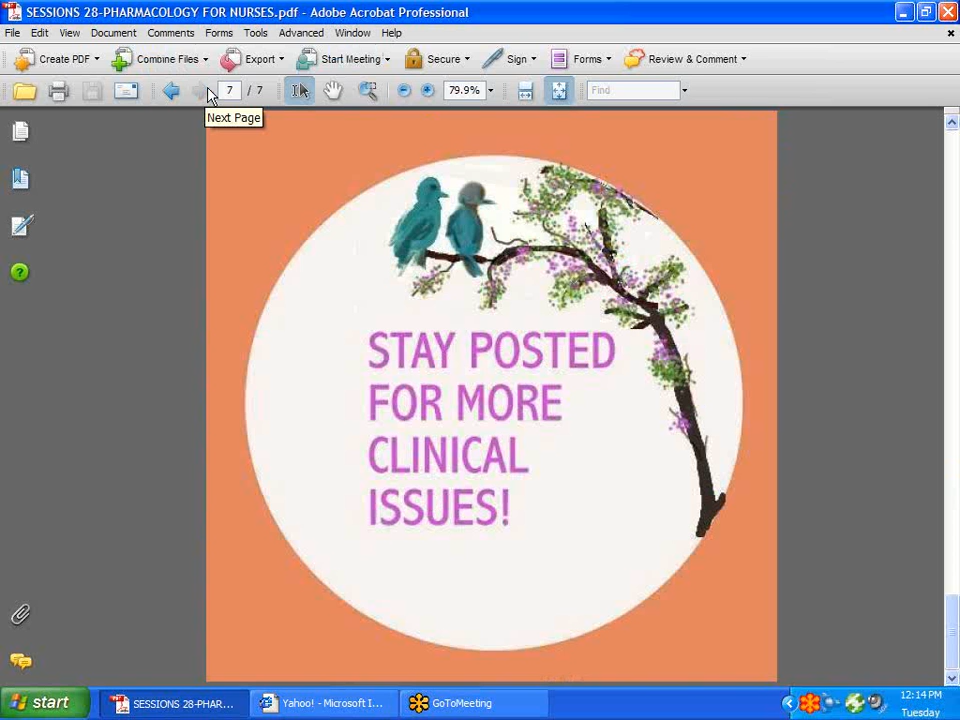 SESSIONS 28-PHARMACOLOGY FOR NURSES.pdf - Adobe Acrobat Professional
File Edit View Document Comments Forms Tools Advanced Window Help
Create PDF Combine Files Export Start Meeting Secure Sign Forms Review & Comment
7 / 7 79.9% Find
Next Page
STAY POSTED
FOR MORE
CLINICAL
ISSUES!
start SESSIONS 28-PHAR... Yahoo! - Microsoft I... GoToMeeting 12:14 PM
Tuesday